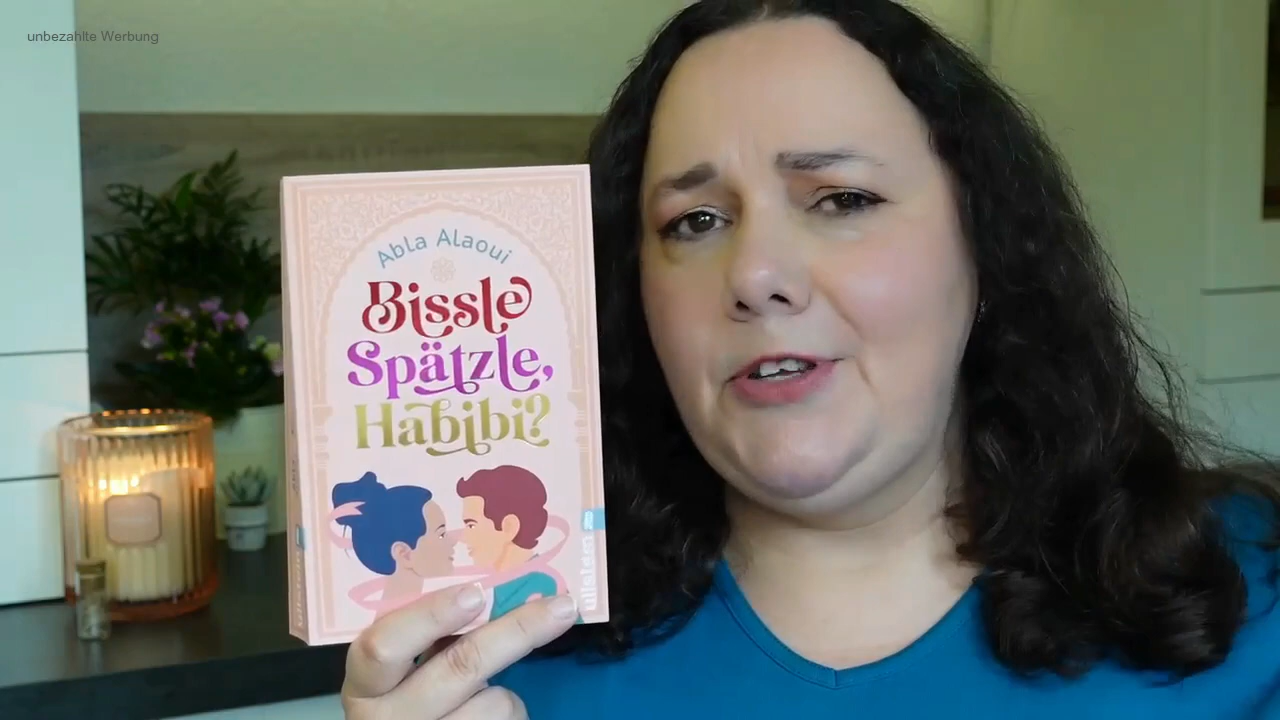 unbezahlte Werbung
Abla Alaoui
Bissle
Spätzle,
Habibi?
ullstein